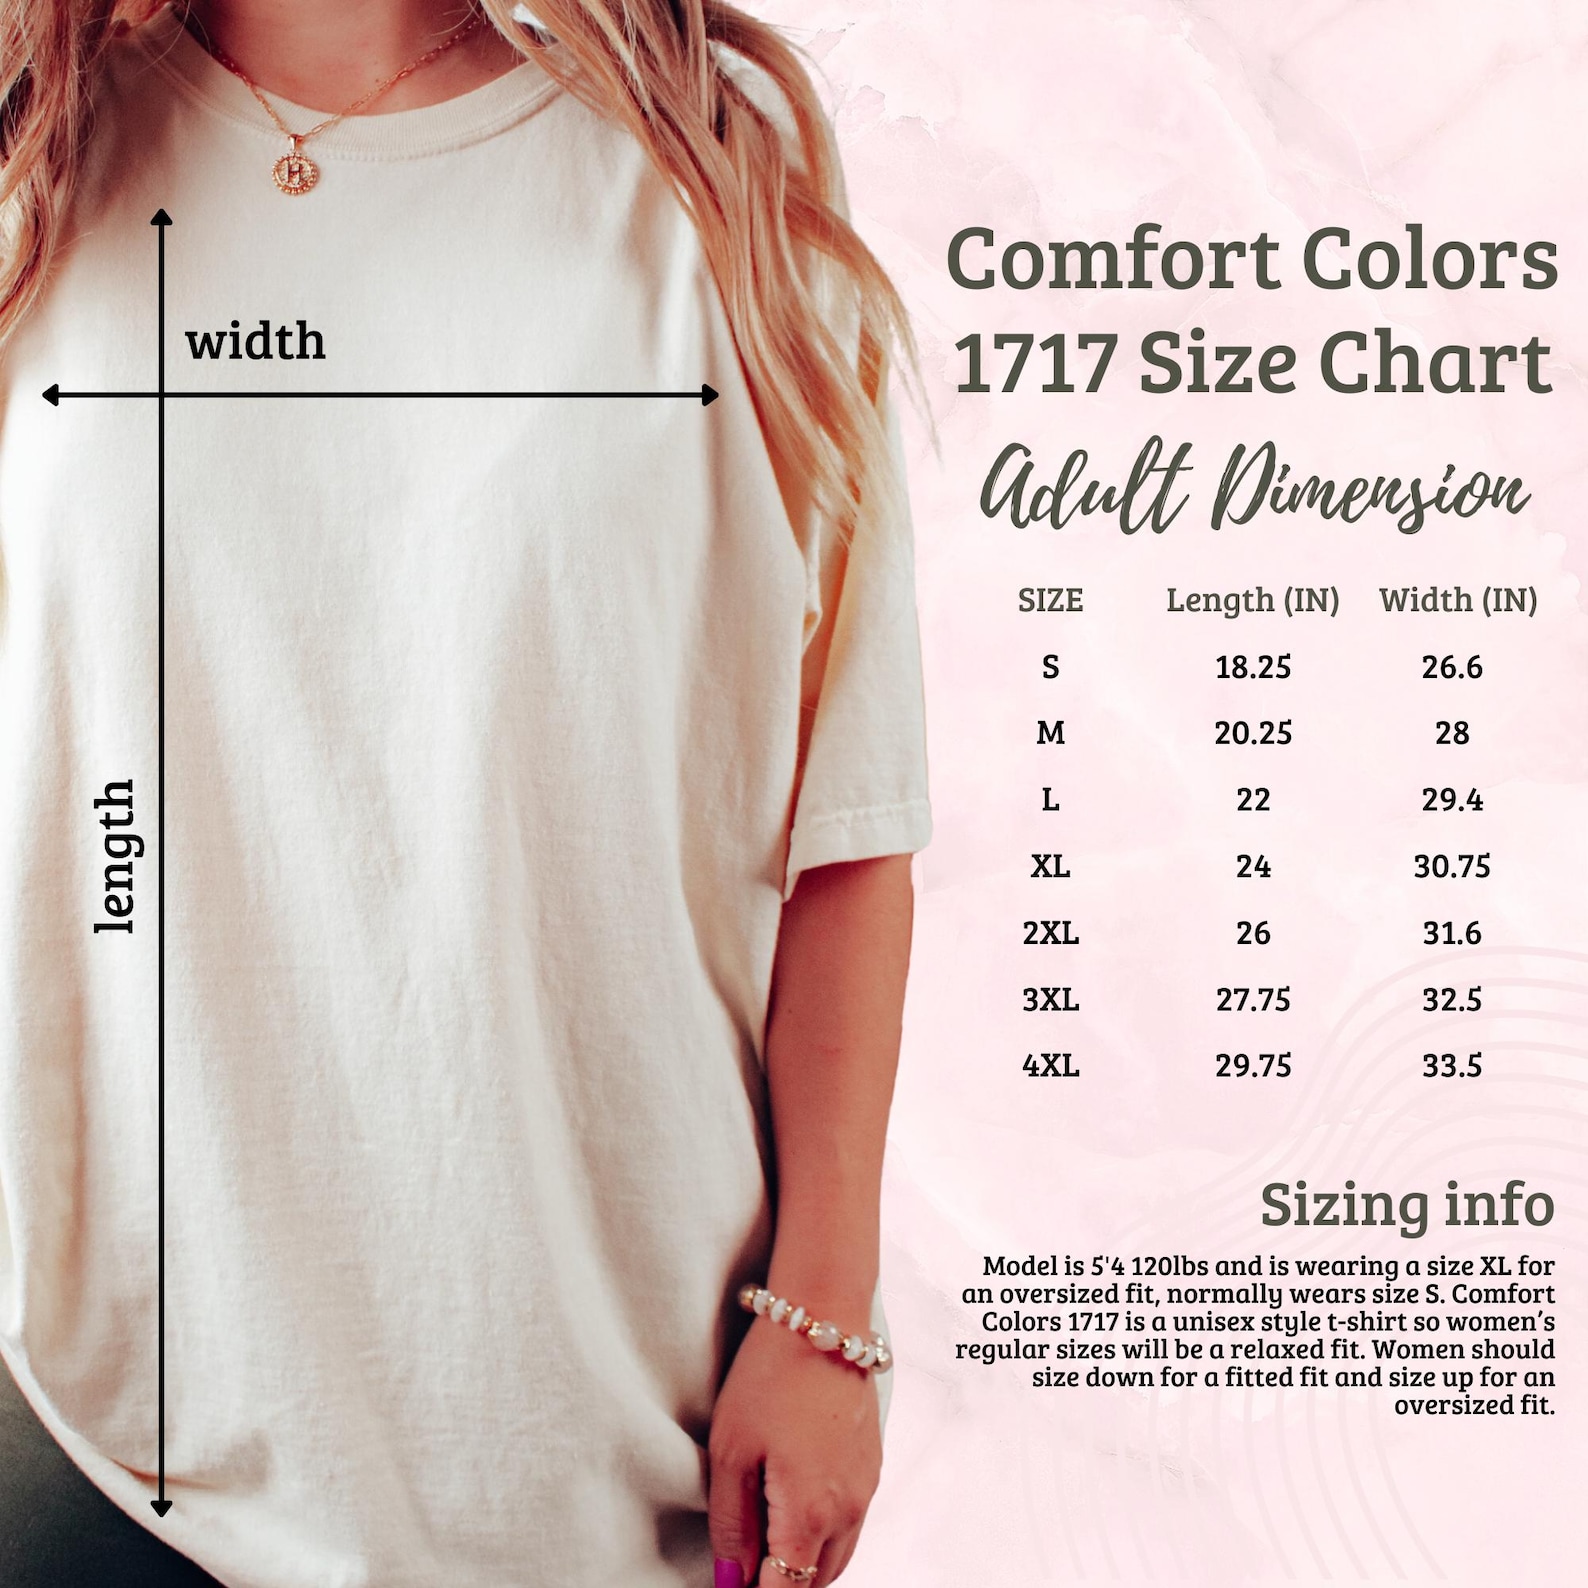 H
width
length
Comfort Colors
1717 Size Chart
Adult Dimension
SIZE Length (IN) Width (IN)
S 18.25 26.6
M 20.25 28
L 22 29.4
XL 24 30.75
2XL 26 31.6
3XL 27.75 32.5
4XL 29.75 33.5
Sizing info
Model is 5'4 120lbs and is wearing a size XL for
an oversized fit, normally wears size S. Comfort
Colors 1717 is a unisex style t-shirt so women’s
regular sizes will be a relaxed fit. Women should
size down for a fitted fit and size up for an
oversized fit.